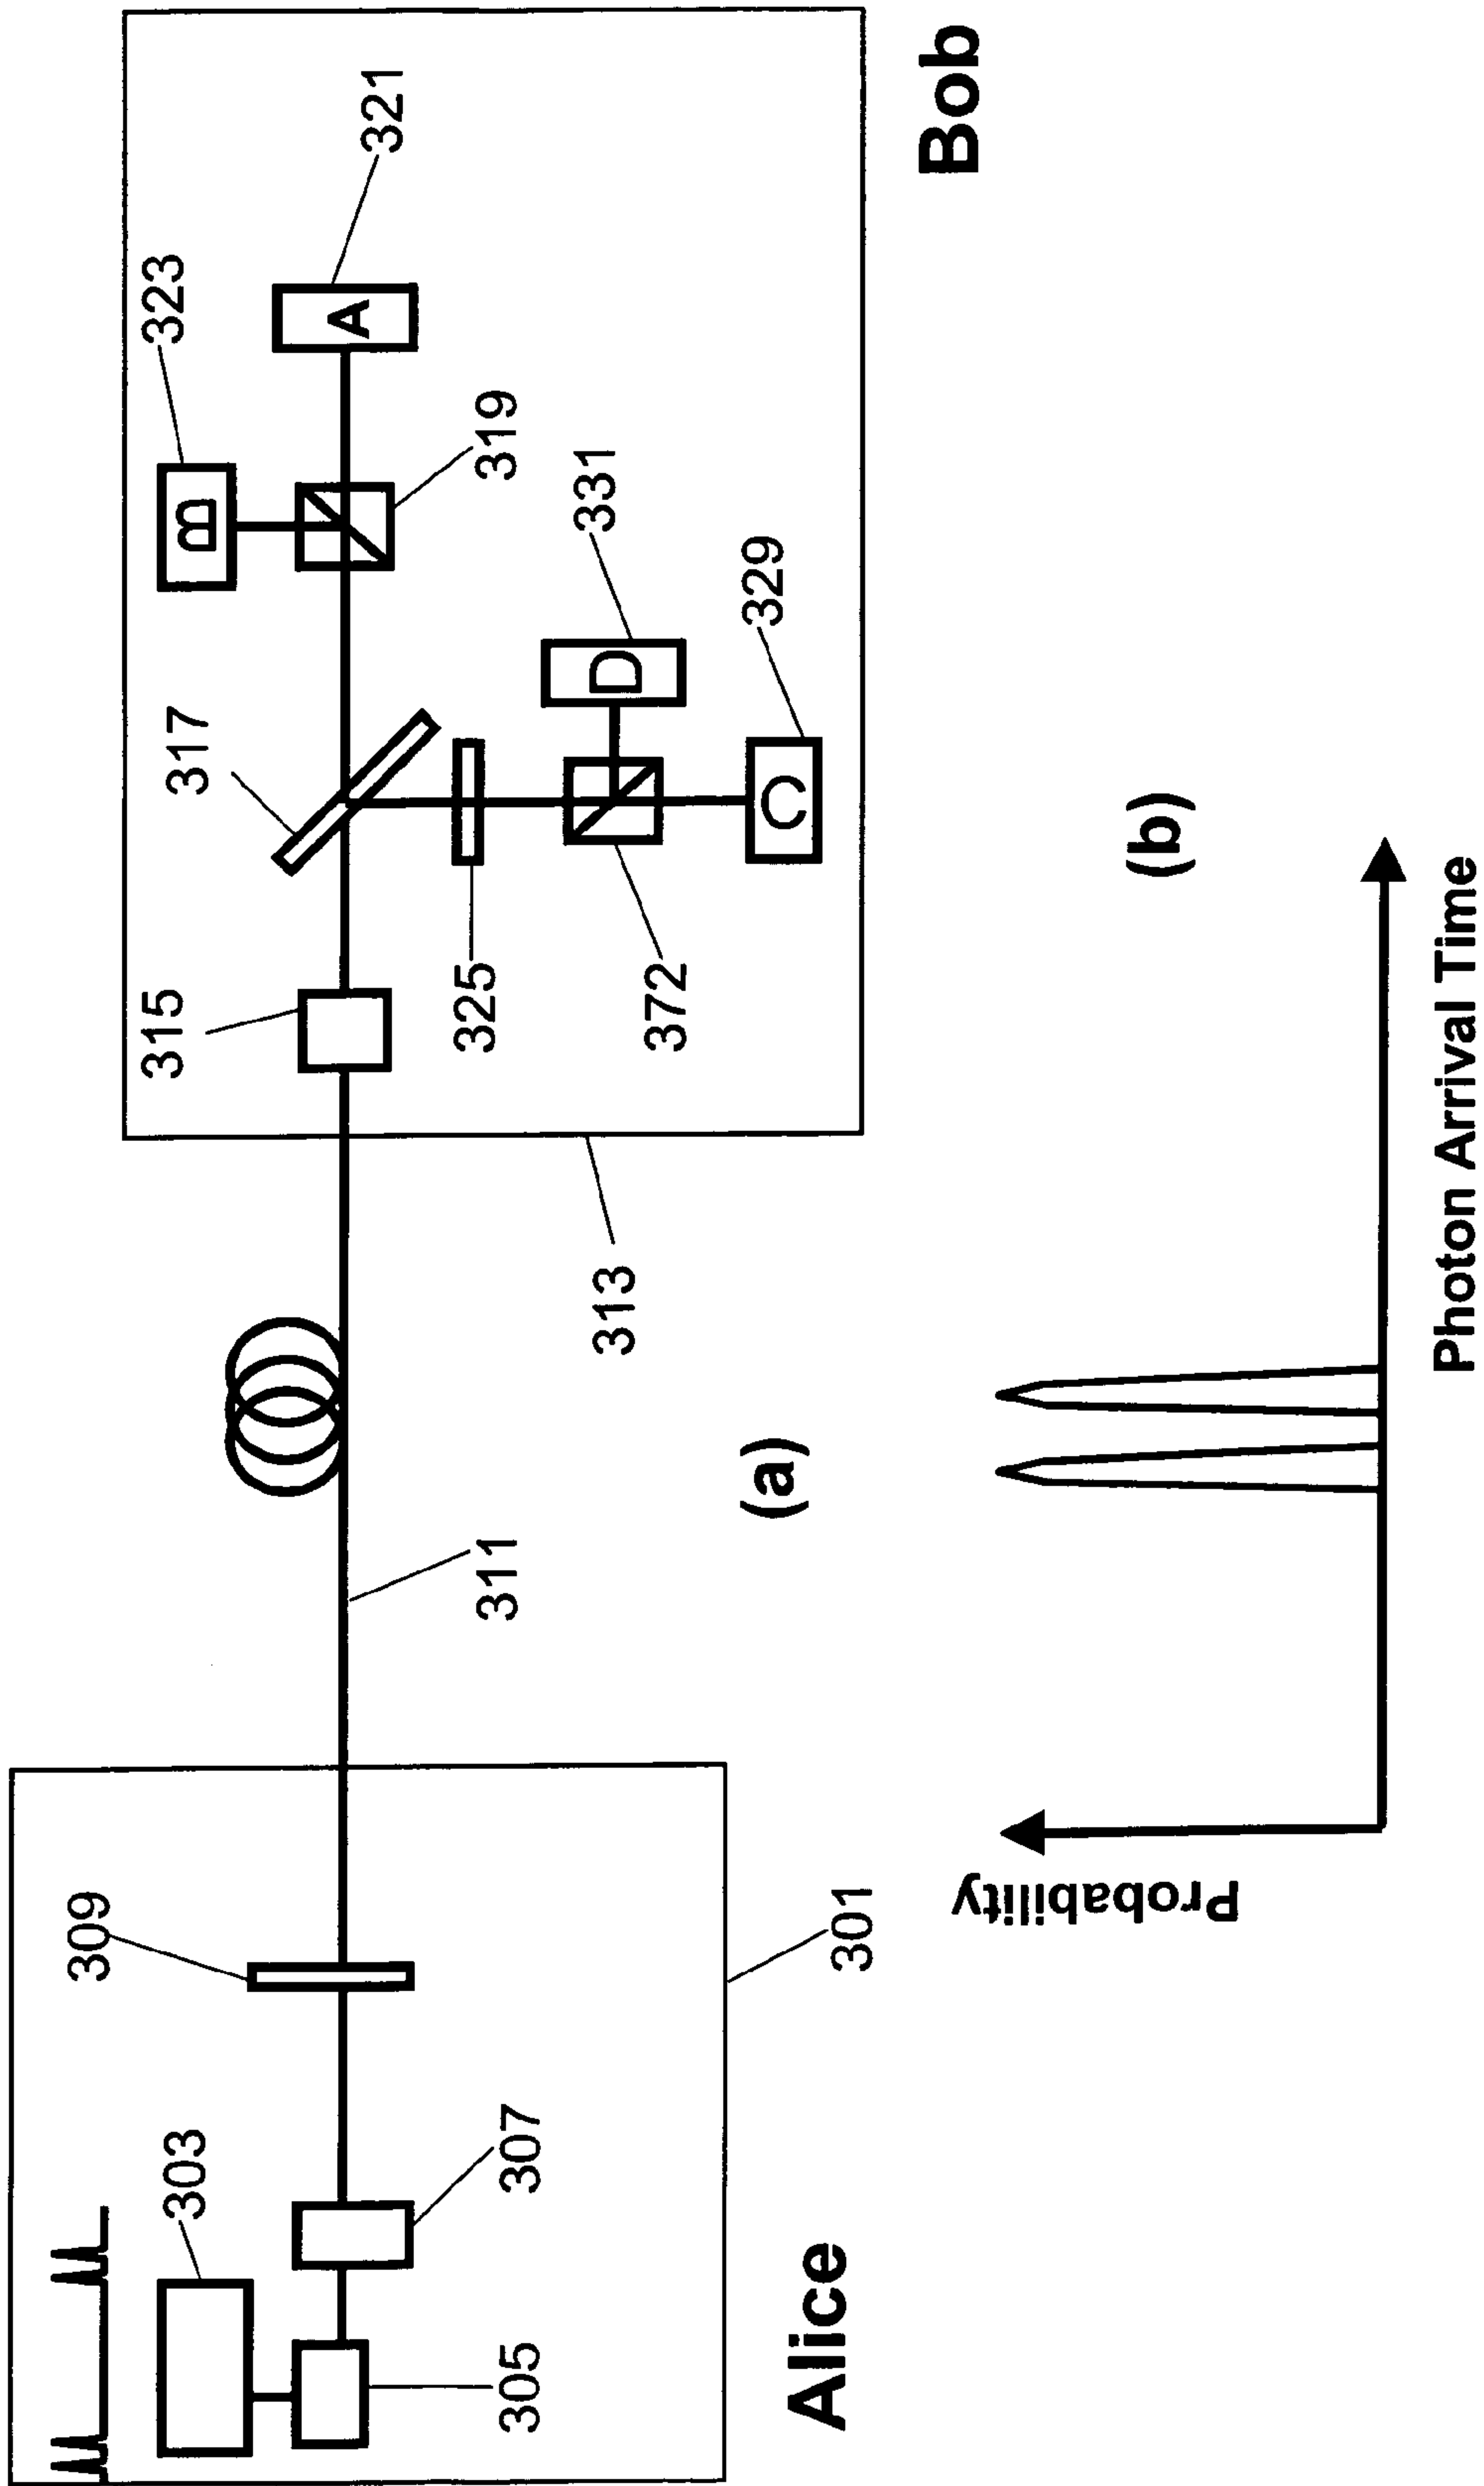 303
305
307
309
301
Alice
311
(a)
313
315
317
325
372
323
B
319
A
321
D
331
C
329
Bob
(b)
Probability
Photon Arrival Time